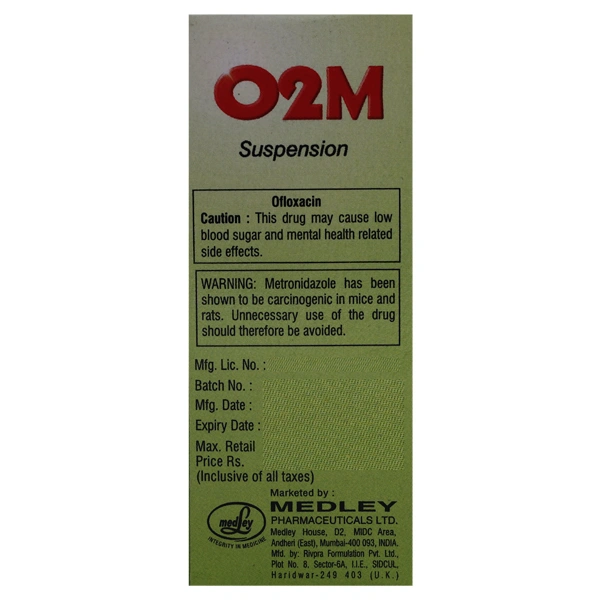 O2M
Suspension
Ofloxacin
Caution : This drug may cause low
blood sugar and mental health related
side effects.
WARNING: Metronidazole has been
shown to be carcinogenic in mice and
rats. Unnecessary use of the drug
should therefore be avoided.
Mfg. Lic. No. :
Batch No. :
Mfg. Date :
Expiry Date :
Max. Retail
Price Rs.
(Inclusive of all taxes)
Marketed by :
MEDLEY
PHARMACEUTICALS LTD.
Medley House, D2, MIDC Area,
Andheri (East), Mumbai-400 093, INDIA.
Mfd. by: Rivpra Formulation Pvt. Ltd.,
Plot No. 8, Sector-6A, I.I.E., SIDCUL,
Haridwar-249 403 (U.K.)
medley
INTEGRITY IN MEDICINE